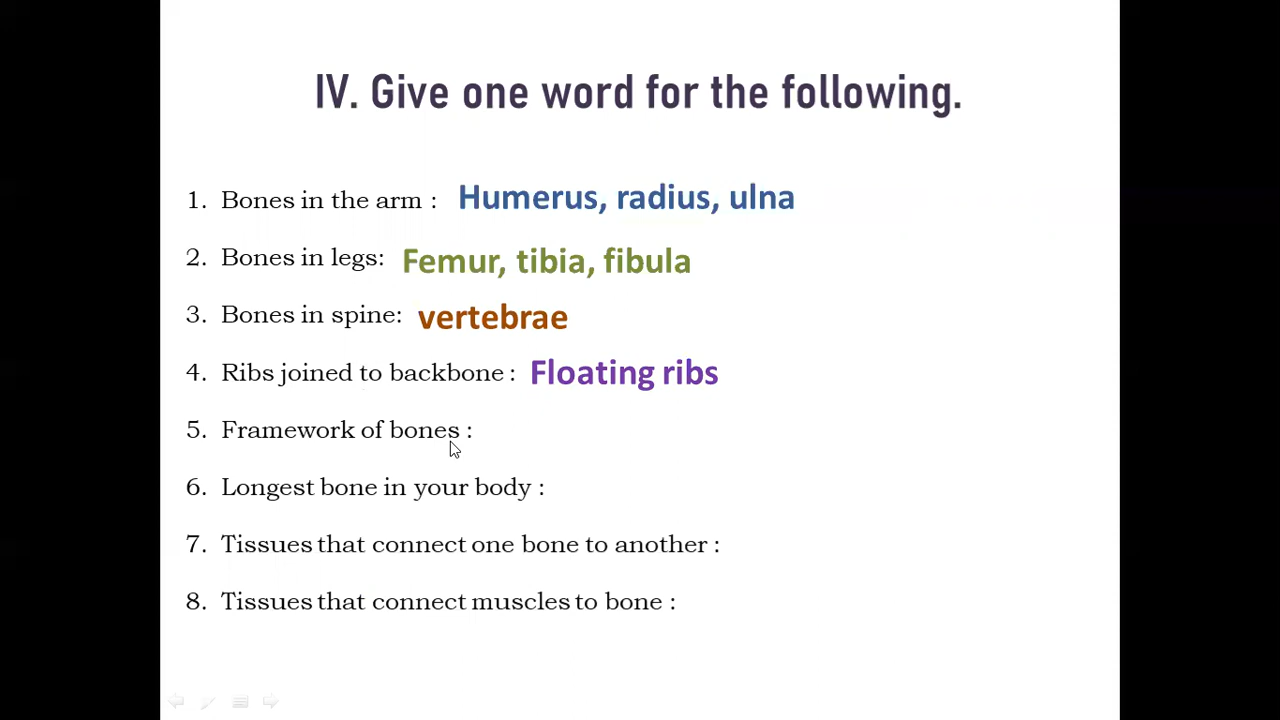 IV. Give one word for the following.
1. Bones in the arm : Humerus, radius, ulna
2. Bones in legs: Femur, tibia, fibula
3. Bones in spine: vertebrae
4. Ribs joined to backbone : Floating ribs
5. Framework of bones :
6. Longest bone in your body :
7. Tissues that connect one bone to another :
8. Tissues that connect muscles to bone :